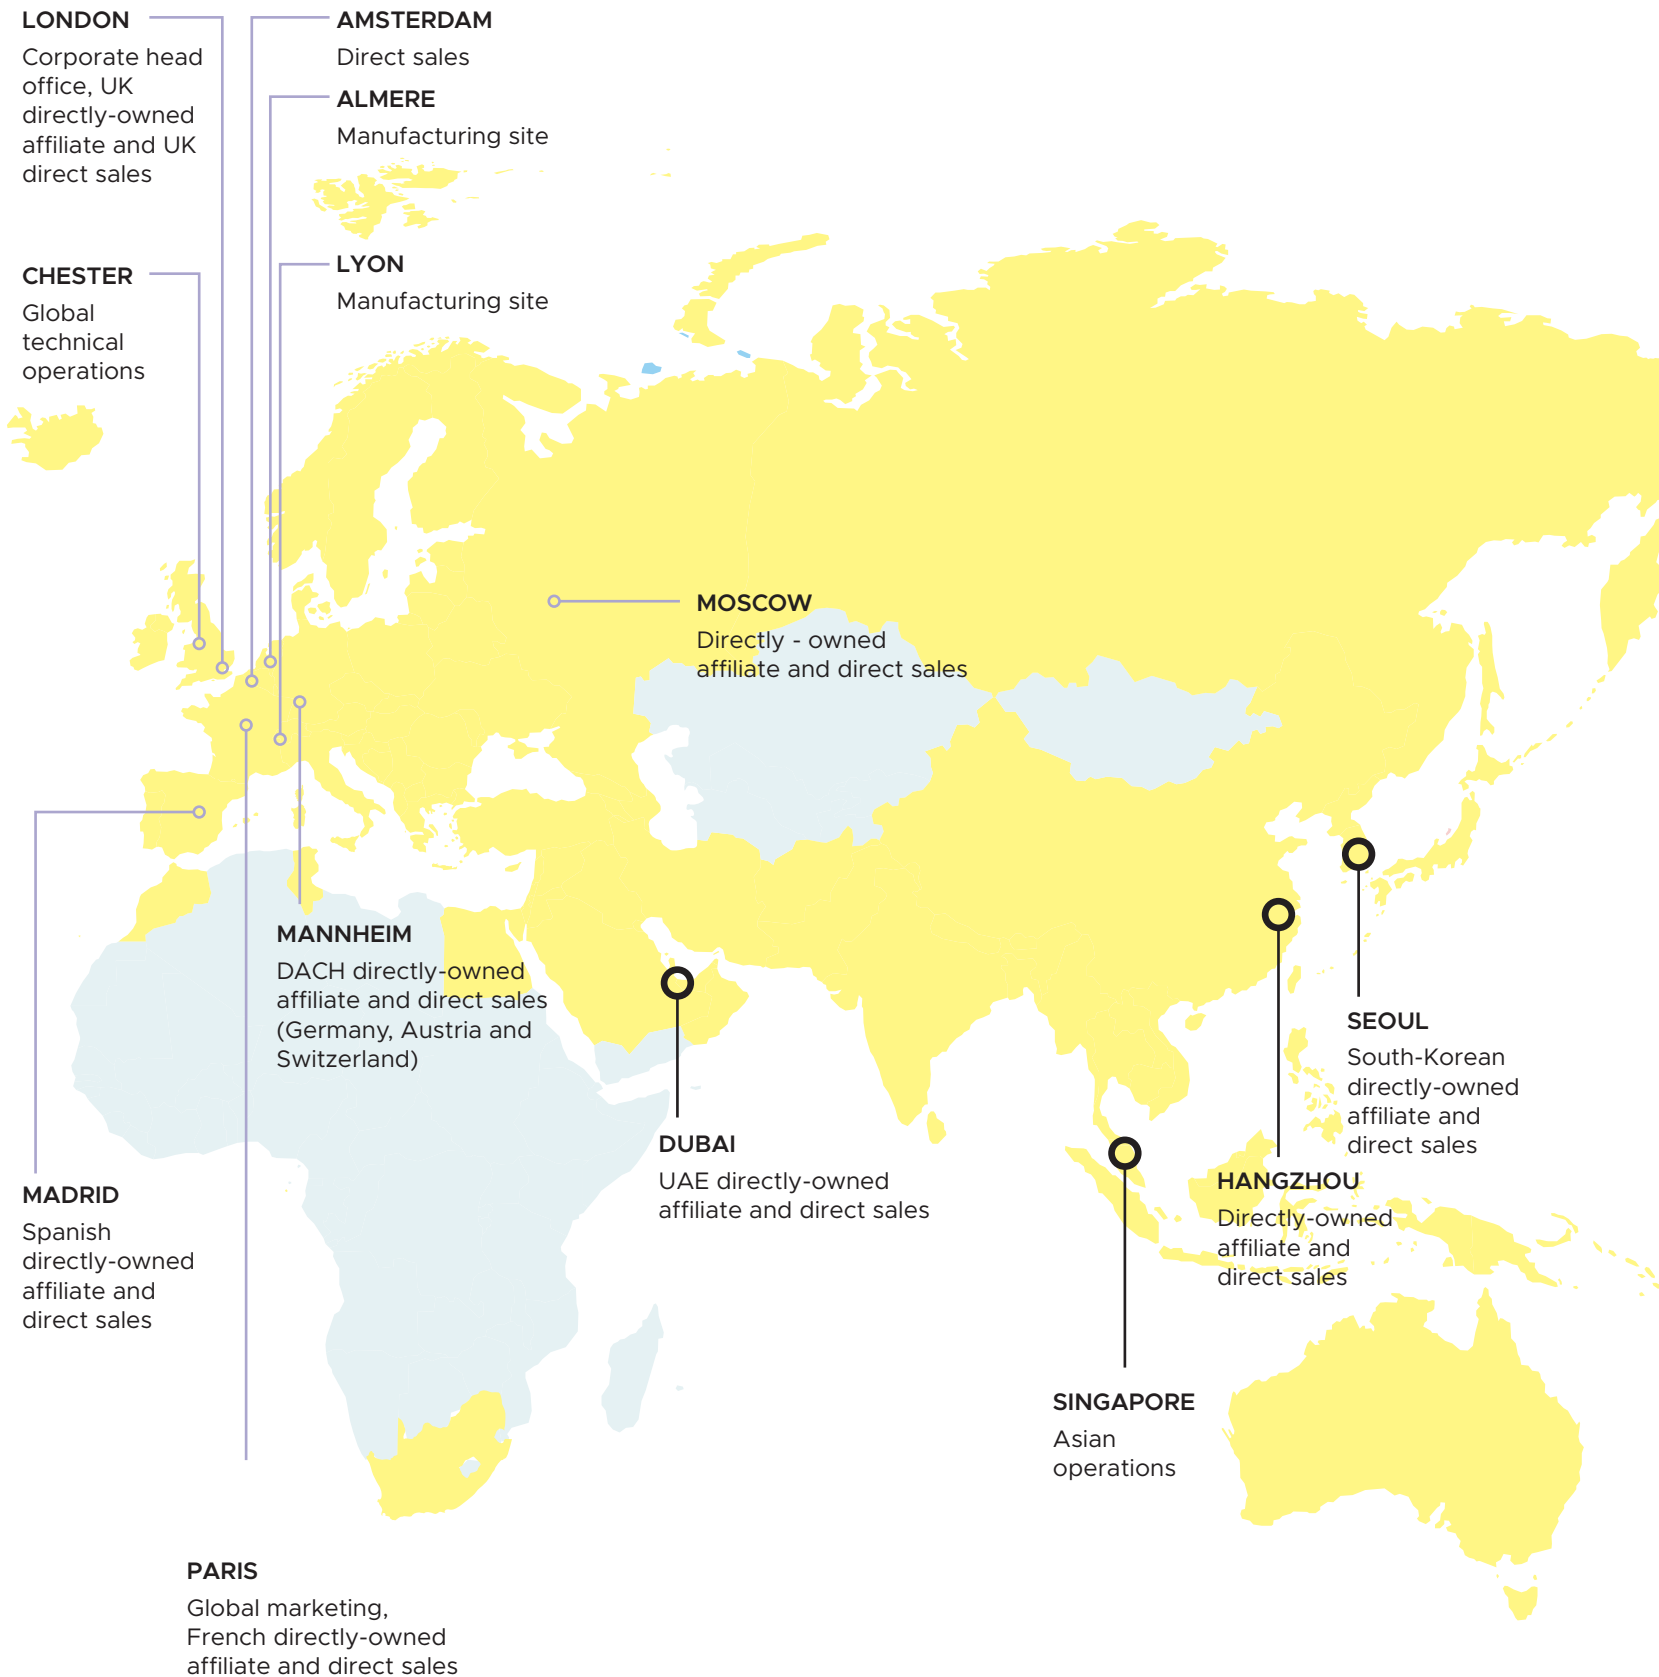 LONDON
Corporate head
office, UK
directly-owned
affiliate and UK
direct sales
AMSTERDAM
Direct sales
ALMERE
Manufacturing site
CHESTER
Global
technical
operations
LYON
Manufacturing site
MOSCOW
Directly - owned
affiliate and direct sales
MANNHEIM
DACH directly-owned
affiliate and direct sales
(Germany, Austria and
Switzerland)
SEOUL
South-Korean
directly-owned
affiliate and
direct sales
DUBAI
UAE directly-owned
affiliate and direct sales
MADRID
Spanish
directly-owned
affiliate and
direct sales
HANGZHOU
Directly-owned
affiliate and
direct sales
SINGAPORE
Asian
operations
PARIS
Global marketing,
French directly-owned
affiliate and direct sales